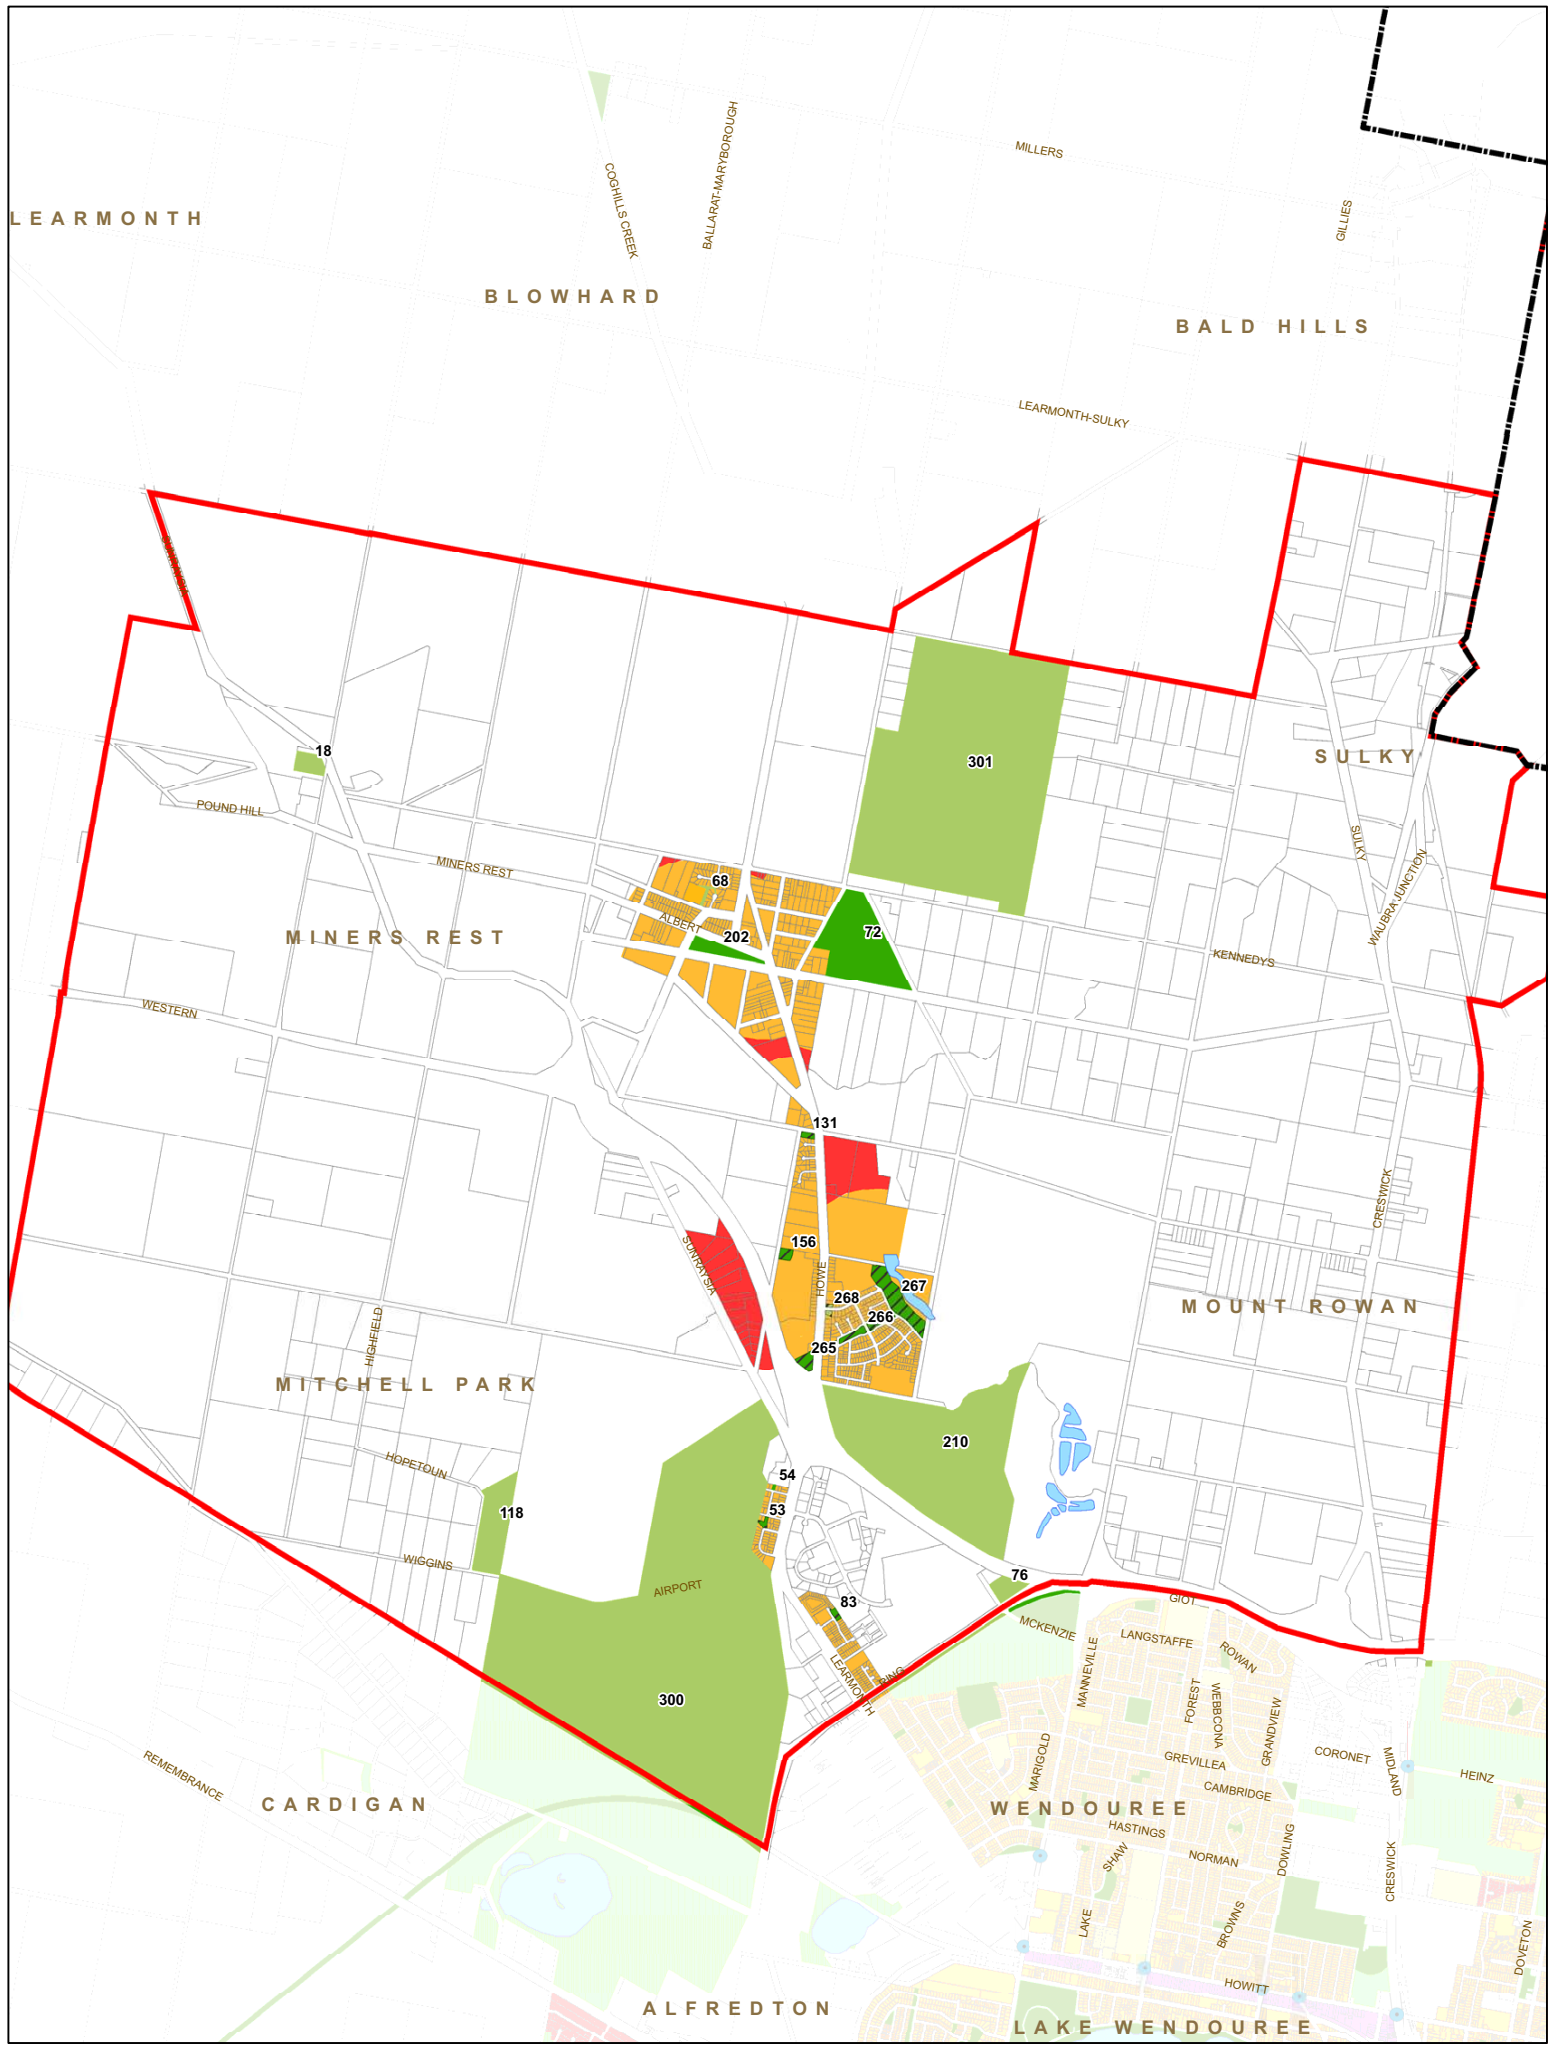 MILLERS
COGHILLS CREEK
BALLARAT-MARYBOROUGH
GILLIES
LEARMONTH
BLOWHARD
BALD HILLS
LEARMONTH-SULKY
SUNRAYSIA
18
301
SULKY
POUND HILL
SULKY
MINERS REST
68
WAUBRA JUNCTION
ALBERT
MINERS REST
202
72
KENNEDYS
WESTERN
131
CRESWICK
156
SUNRAYSIA
HOWE
267
268
MOUNT ROWAN
266
HIGHFIELD
265
MITCHELL PARK
210
HOPETOUN
54
118
53
WIGGINS
76
AIRPORT
83
GIOT
MCKENZIE
LANGSTAFFE
ROWAN
MANNEVILLE
RING
LEARMONTH
300
FOREST
WEBBCONA
GRANDVIEW
MARIGOLD
CORONET
GREVILLEA
MIDLAND
HEINZ
REMEMBRANCE
CAMBRIDGE
CARDIGAN
WENDOUREE
HASTINGS
DOWLING
SHAW
NORMAN
CRESWICK
LAKE
BROWNS
DOVETON
HOWITT
ALFREDTON
LAKE WENDOUREE